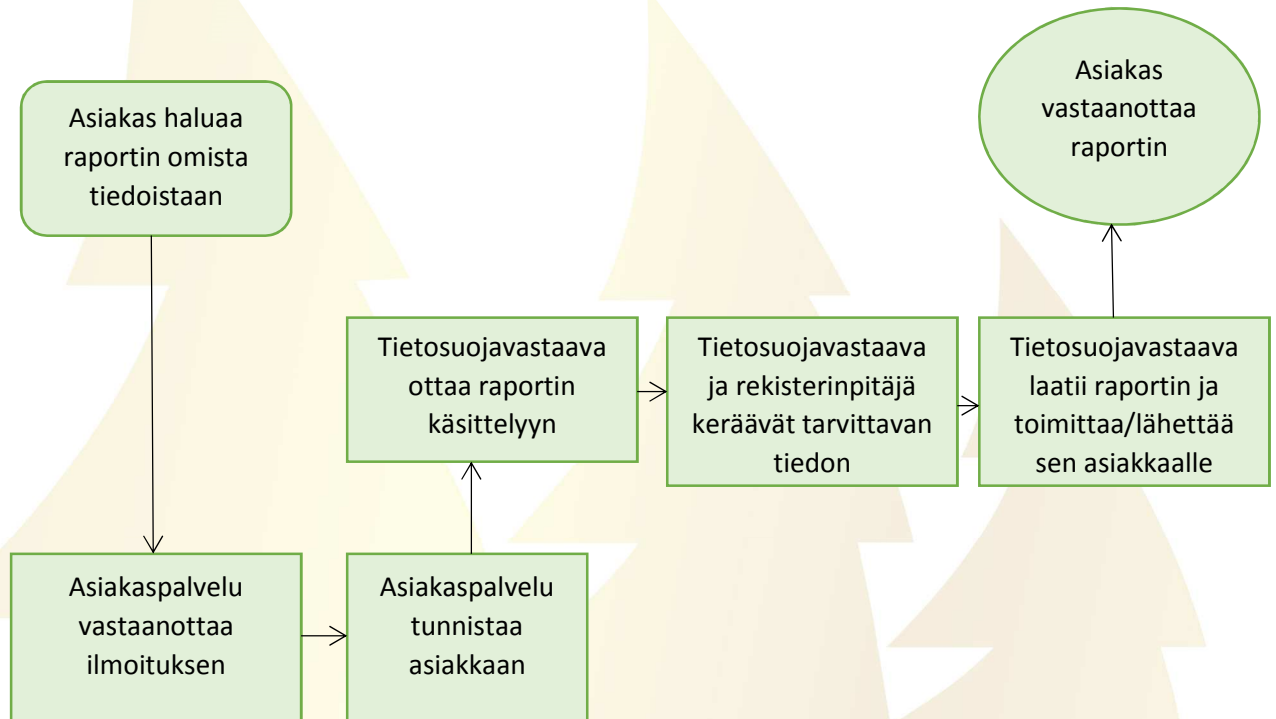 Asiakas haluaa
raportin omista
tiedoistaan
Asiakaspalvelu
vastaanottaa
ilmoituksen
Asiakaspalvelu
tunnistaa
asiakkaan
Tietosuojavastaava
ottaa raportin
käsittelyyn
Tietosuojavastaava
ja rekisterinpitäjä
keräävät tarvittavan
tiedon
Tietosuojavastaava
laatii raportin ja
toimittaa/lähettää
sen asiakkaalle
Asiakas
vastaanottaa
raportin